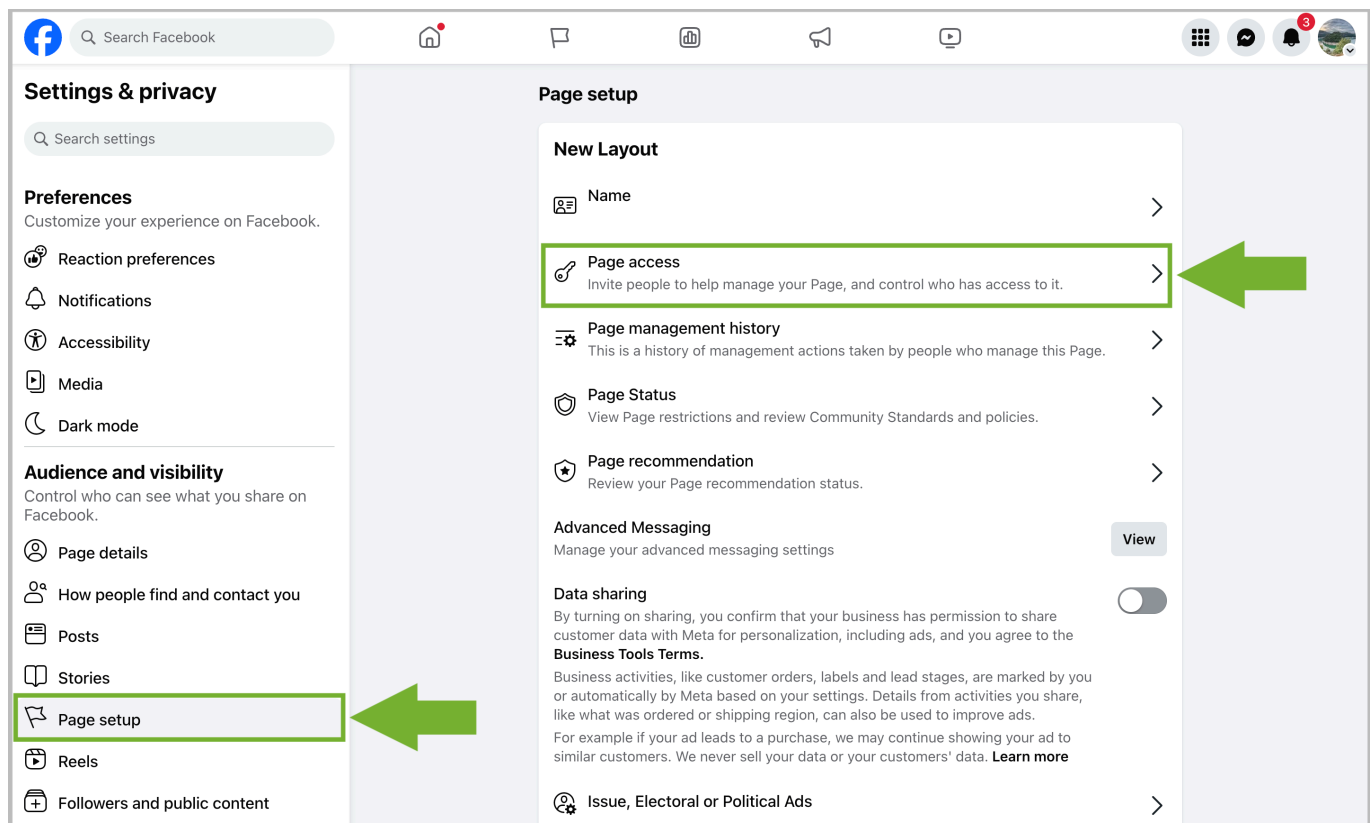 Search Facebook
3
Settings & privacy
Search settings
Preferences
Customize your experience on Facebook.
Reaction preferences
Notifications
Accessibility
Media
Dark mode
Audience and visibility
Control who can see what you share on
Facebook.
Page details
How people find and contact you
Posts
Stories
Page setup
Reels
Followers and public content
Page setup
New Layout
Name
Page access
Invite people to help manage your Page, and control who has access to it.
Page management history
This is a history of management actions taken by people who manage this Page.
Page Status
View Page restrictions and review Community Standards and policies.
Page recommendation
Review your Page recommendation status.
Advanced Messaging
Manage your advanced messaging settings
View
Data sharing
By turning on sharing, you confirm that your business has permission to share
customer data with Meta for personalization, including ads, and you agree to the
Business Tools Terms.
Business activities, like customer orders, labels and lead stages, are marked by you
or automatically by Meta based on your settings. Details from activities you share,
like what was ordered or shipping region, can also be used to improve ads.
For example if your ad leads to a purchase, we may continue showing your ad to
similar customers. We never sell your data or your customers' data. Learn more
Issue, Electoral or Political Ads